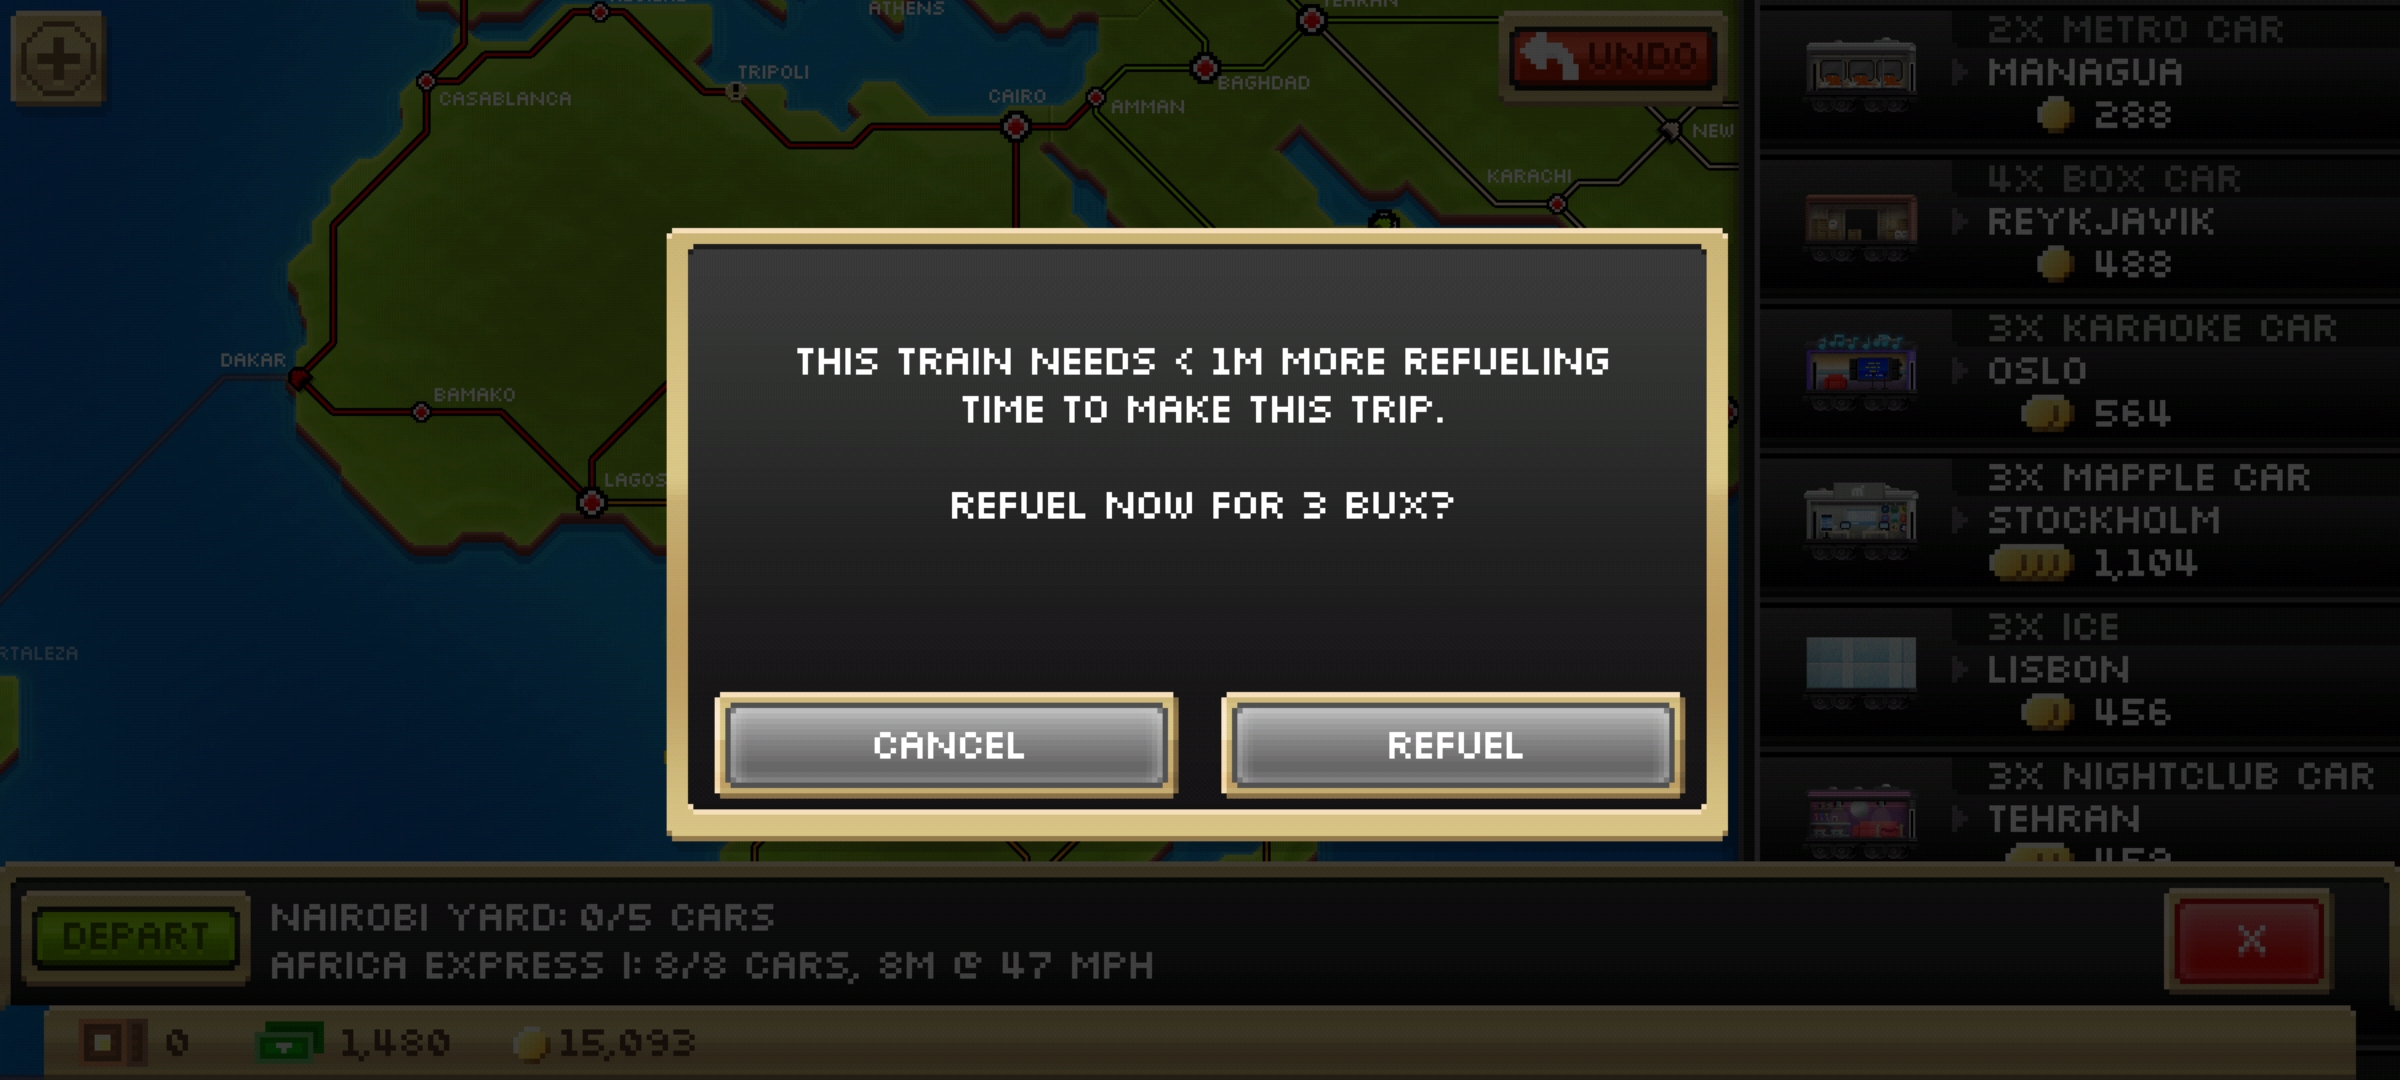 ATHENS
TEHRAN
UNDO
TRIPOLI
CASABLANCA
CAIRO
AMMAN
BAGHDAD
NEW
KARACHI
DAKAR
BAMAKO
LAGOS
RTALEZA
THIS TRAIN NEEDS < 1M MORE REFUELING
TIME TO MAKE THIS TRIP.
REFUEL NOW FOR 3 BUX?
CANCEL
REFUEL
2X METRO CAR
MANAGUA
288
4X BOX CAR
REYKJAVIK
488
3X KARAOKE CAR
OSLO
564
3X MAPPLE CAR
STOCKHOLM
1,104
3X ICE
LISBON
456
3X NIGHTCLUB CAR
TEHRAN
DEPART
NAIROBI YARD: 0/5 CARS
AFRICA EXPRESS I: 8/8 CARS, 8M @ 47 MPH
X
0
1,480
15,093